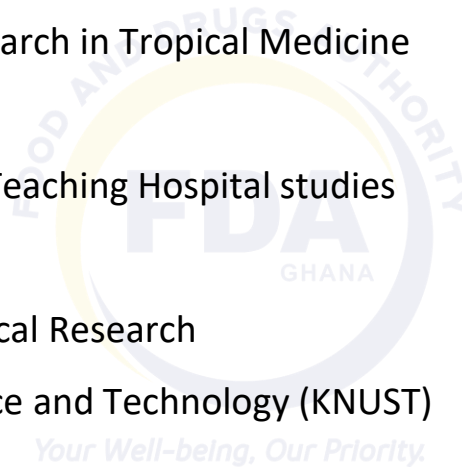 arch in Tropical Medicine
Teaching Hospital studies
cal Research
ce and Technology (KNUST)
FOOD AND DRUGS AUTHORITY
FDA
GHANA
Your Well-being, Our Priority.